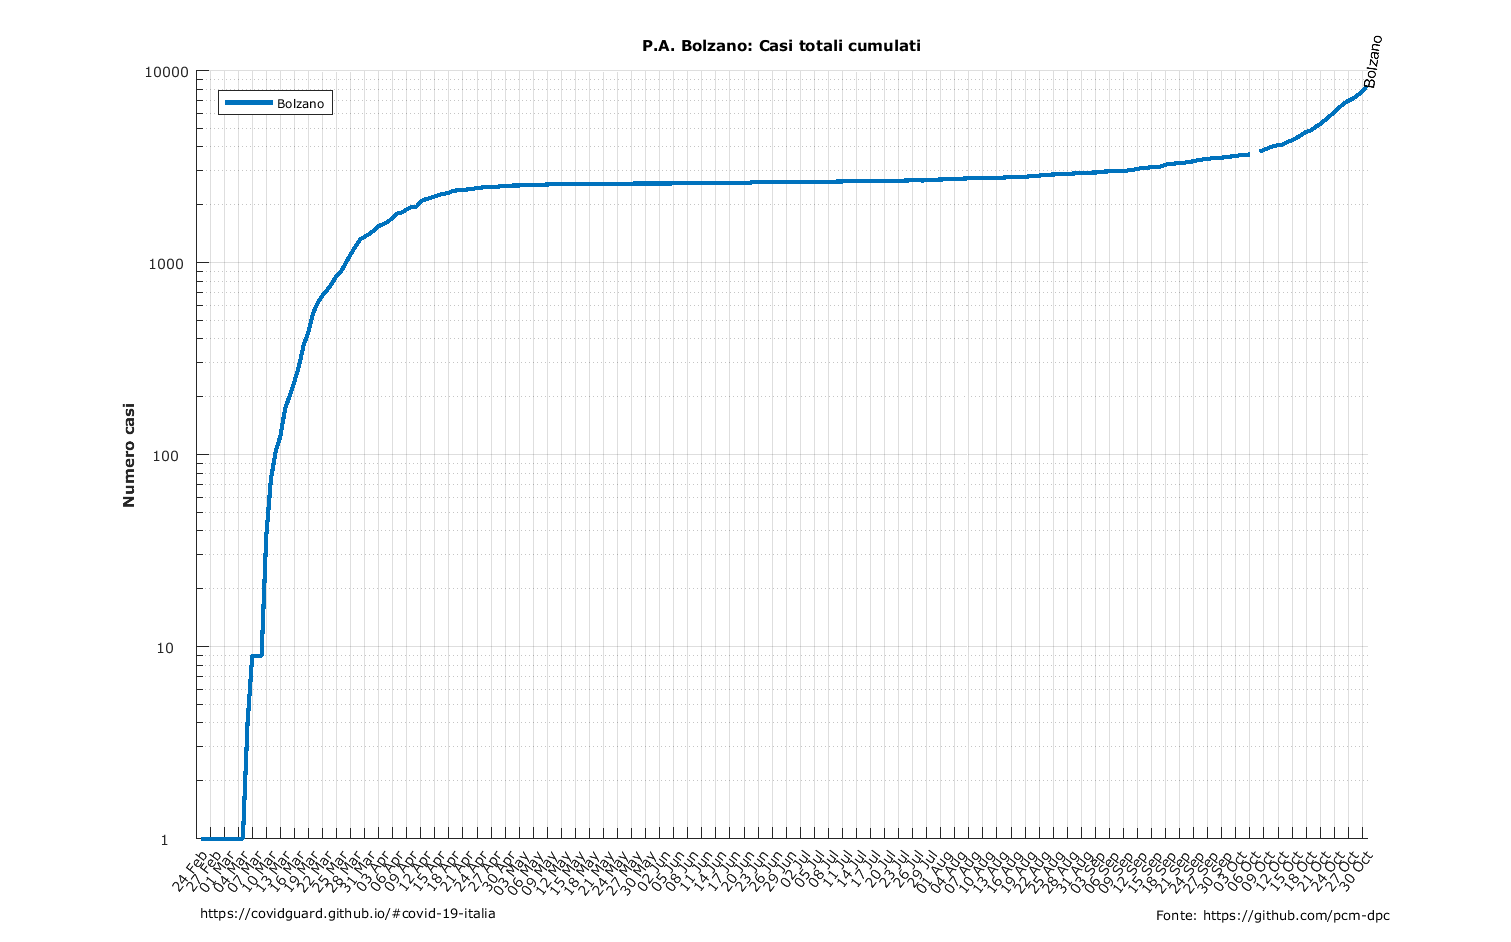 P.A. Bolzano: Casi totali cumulati
Bolzano
10000
Bolzano
1000
100
10
1
Numero casi
24 Feb
27 Feb
01 Mar
04 Mar
07 Mar
10 Mar
13 Mar
16 Mar
19 Mar
22 Mar
25 Mar
28 Mar
31 Mar
03 Apr
06 Apr
09 Apr
12 Apr
15 Apr
18 Apr
21 Apr
24 Apr
27 Apr
30 Apr
03 May
06 May
09 May
12 May
15 May
18 May
21 May
24 May
27 May
30 May
02 Jun
05 Jun
08 Jun
11 Jun
14 Jun
17 Jun
20 Jun
23 Jun
26 Jun
29 Jun
02 Jul
05 Jul
08 Jul
11 Jul
14 Jul
17 Jul
20 Jul
23 Jul
26 Jul
29 Jul
01 Aug
04 Aug
07 Aug
10 Aug
13 Aug
16 Aug
19 Aug
22 Aug
25 Aug
28 Aug
31 Aug
03 Sep
06 Sep
09 Sep
12 Sep
15 Sep
18 Sep
21 Sep
24 Sep
27 Sep
30 Sep
03 Oct
06 Oct
09 Oct
12 Oct
15 Oct
18 Oct
21 Oct
24 Oct
27 Oct
30 Oct
https://covidguard.github.io/#covid-19-italia
Fonte: https://github.com/pcm-dpc